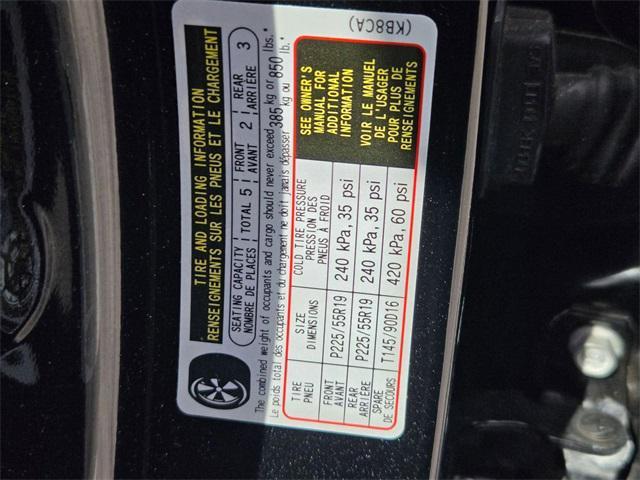 TIRE AND LOADING INFORMATION
RENSEIGNEMENTS SUR LES PNEUS ET LE CHARGEMENT
SEATING CAPACITY
NOMBRE DE PLACES
TOTAL 5
FRONT
AVANT
2
REAR
ARRIÈRE
3
The combined weight of occupants and cargo should never exceed 385 kg or 850 lbs.*
Le poids total des occupants et du chargement ne doit jamais dépasser kg ou lb.*
TIRE
PNEU
SIZE
DIMENSIONS
COLD TIRE PRESSURE
PRESSION DES
PNEUS À FROID
SEE OWNER'S
MANUAL FOR
ADDITIONAL
INFORMATION
VOIR LE MANUEL
DE L'USAGER
POUR PLUS DE
RENSEIGNEMENTS
FRONT
AVANT
P225/55R19
240 kPa, 35 psi
REAR
ARRIÈRE
P225/55R19
240 kPa, 35 psi
SPARE
DE SECOURS
T145/90D16
420 kPa, 60 psi
(KB8CA)